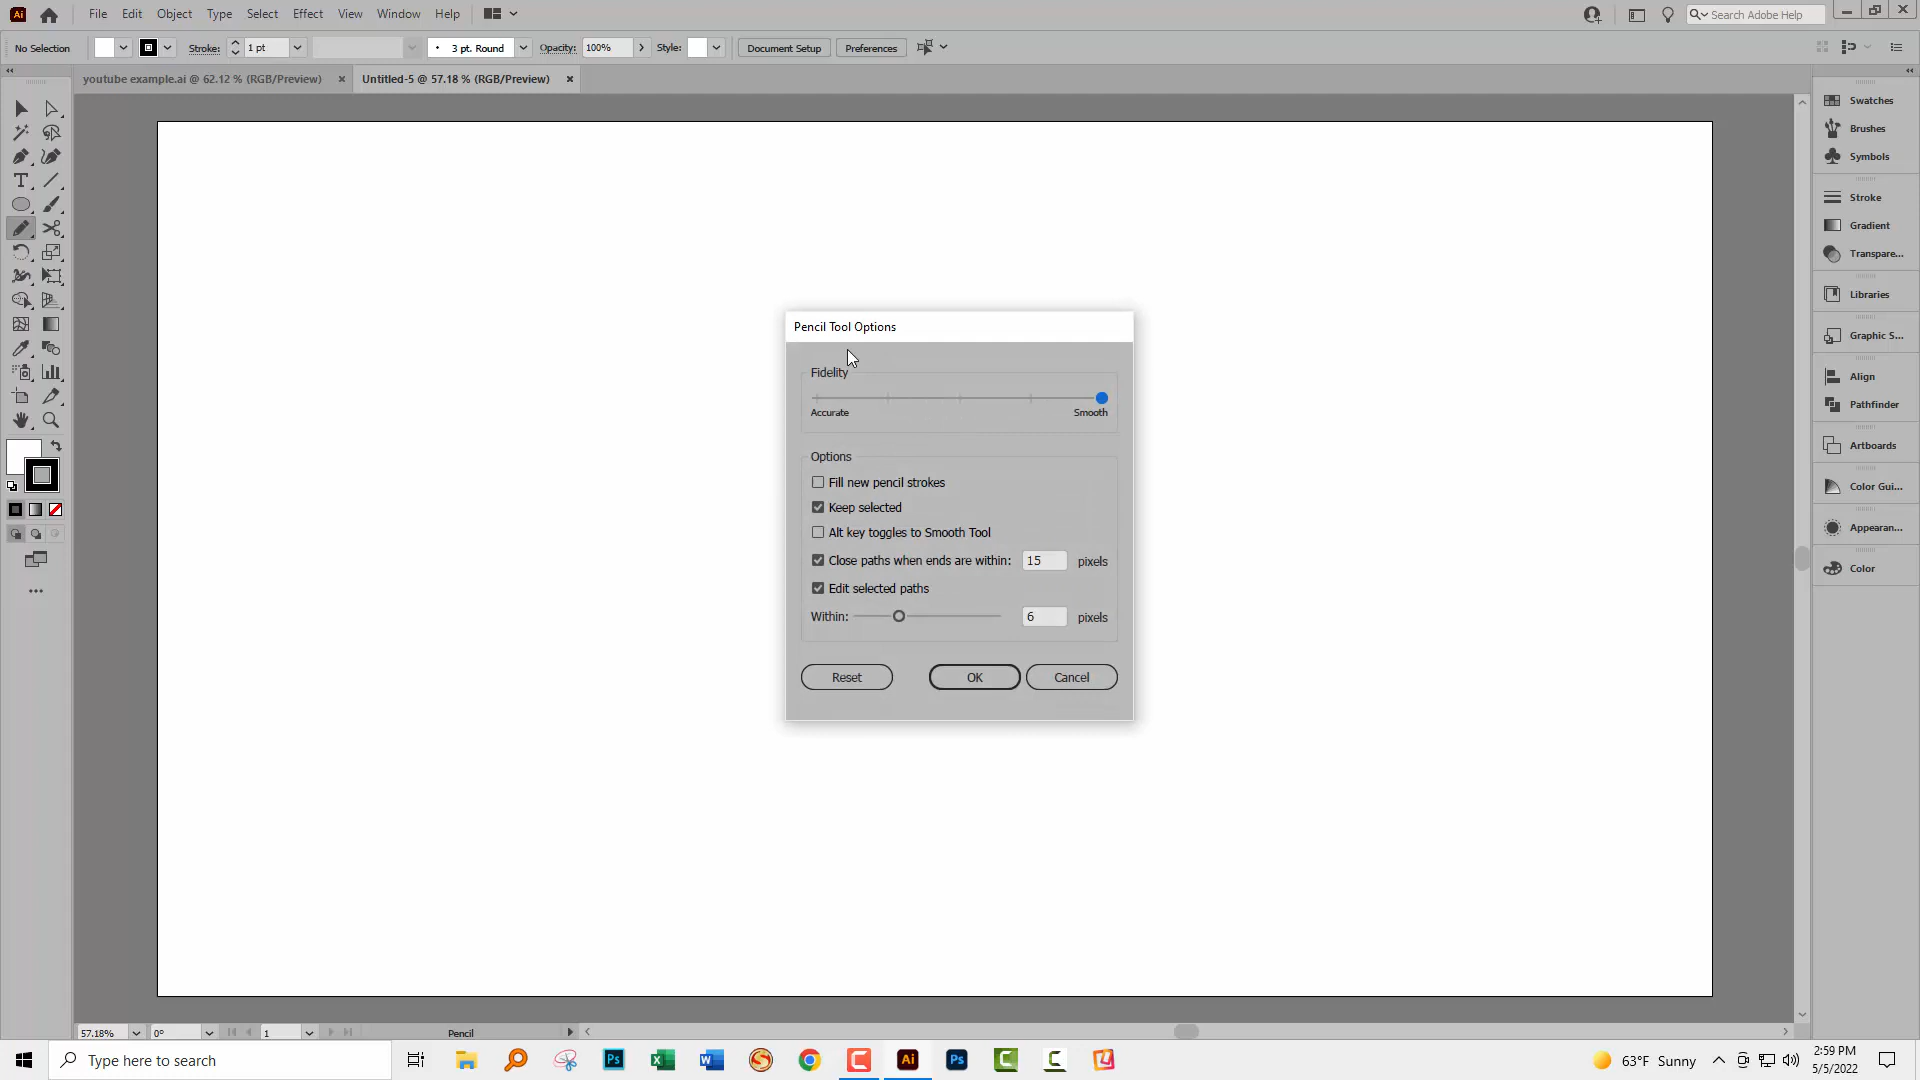 Ai File Edit Object Type Select Effect View Window Help Search Adobe Help
No Selection Stroke: 1 pt 3 pt. Round Opacity: 100% Style: Document Setup Preferences
youtube example.ai @ 62.12 % (RGB/Preview) × Untitled-5 @ 57.18 % (RGB/Preview) ×
Swatches
Brushes
Symbols
Stroke
Gradient
Transpare...
Libraries
Graphic S...
Align
Pathfinder
Artboards
Color Gui...
Appearan...
Color
Pencil Tool Options
Fidelity
Accurate Smooth
Options
Fill new pencil strokes
Keep selected
Alt key toggles to Smooth Tool
Close paths when ends are within: 15 pixels
Edit selected paths
Within: 6 pixels
Reset OK Cancel
57.18% 0° 1 Pencil
Type here to search Ps Ai Ps 63°F Sunny 2:59 PM
5/5/2022